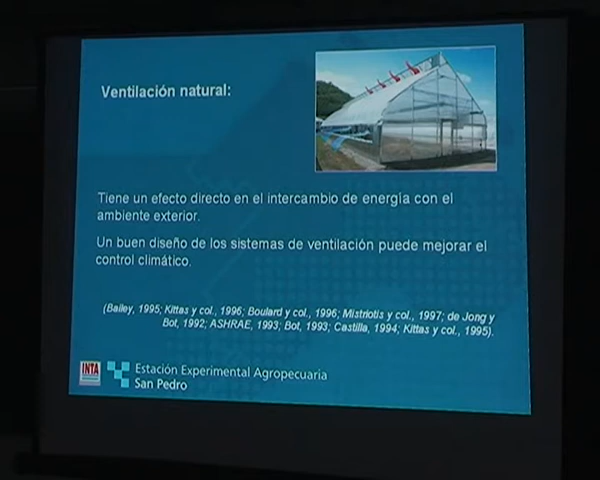 Ventilación natural:
Tiene un efecto directo en el intercambio de energía con el
ambiente exterior.
Un buen diseño de los sistemas de ventilación puede mejorar el
control climático.
(Bailey, 1995; Kittas y col., 1996; Boulard y col., 1996; Mistriotis y col., 1997; de Jong y
Bot, 1992; ASHRAE, 1993; Bot, 1993; Castilla, 1994; Kittas y col., 1995).
INTA
Estación Experimental Agropecuaria
San Pedro